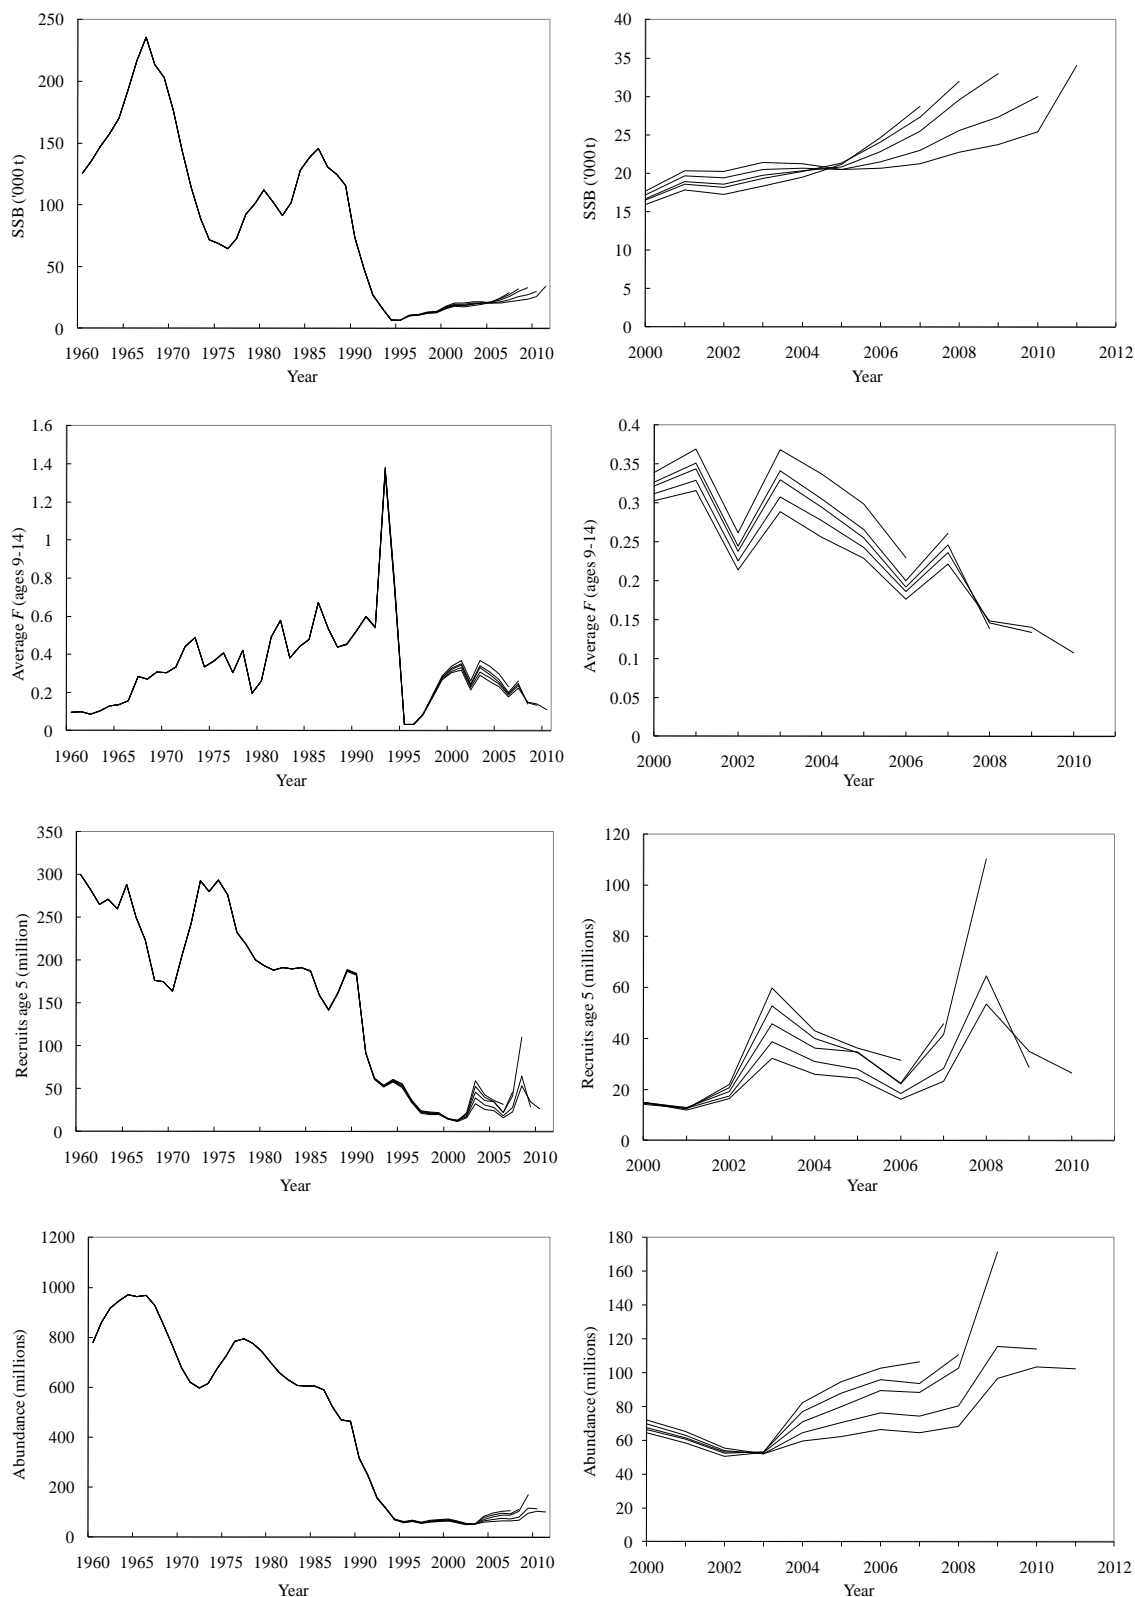 250
200
150
100
50
0
SSB ('000 t)
1960 1965 1970 1975 1980 1985 1990 1995 2000 2005 2010
Year
40
35
30
25
20
15
10
5
0
SSB ('000 t)
2000 2002 2004 2006 2008 2010 2012
Year
1.6
1.4
1.2
1
0.8
0.6
0.4
0.2
0
Average F (ages 9-14)
1960 1965 1970 1975 1980 1985 1990 1995 2000 2005 2010
Year
0.4
0.35
0.3
0.25
0.2
0.15
0.1
0.05
0
Average F (ages 9-14)
2000 2002 2004 2006 2008 2010
Year
350
300
250
200
150
100
50
0
Recruits age 5 (million)
1960 1965 1970 1975 1980 1985 1990 1995 2000 2005 2010
Year
120
100
80
60
40
20
0
Recruits age 5 (millions)
2000 2002 2004 2006 2008 2010
Year
1200
1000
800
600
400
200
0
Abundance (millions)
1960 1965 1970 1975 1980 1985 1990 1995 2000 2005 2010
Year
180
160
140
120
100
80
60
40
20
0
Abundance (millions)
2000 2002 2004 2006 2008 2010 2012
Year